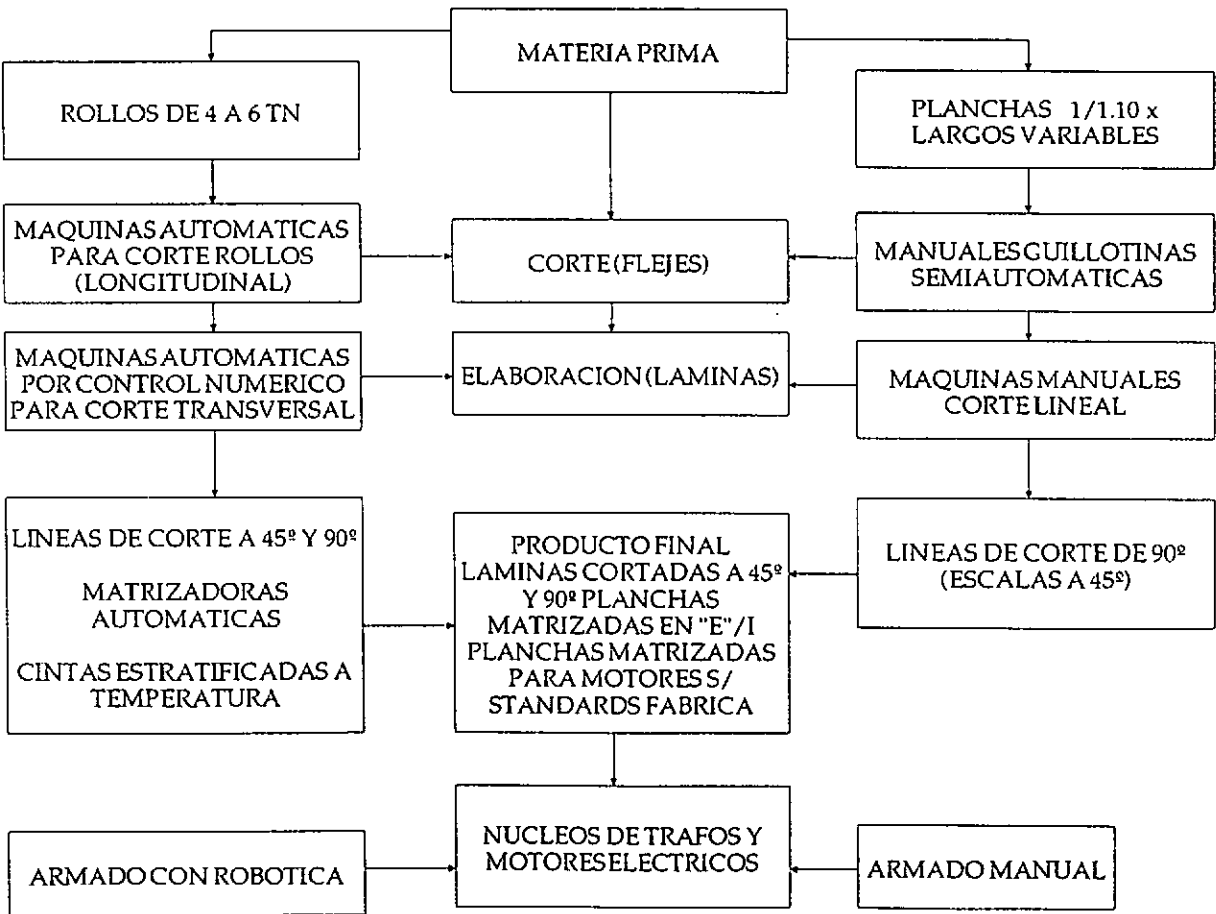 MATERIA PRIMA
ROLLOS DE 4 A 6 TN
PLANCHAS 1/1.10 x
LARGOS VARIABLES
MAQUINAS AUTOMATICAS
PARA CORTE ROLLOS
(LONGITUDINAL)
CORTE (FLEJES)
MANUALES GUILLOTINAS
SEMIAUTOMATICAS
MAQUINAS AUTOMATICAS
POR CONTROL NUMERICO
PARA CORTE TRANSVERSAL
ELABORACION (LAMINAS)
MAQUINAS MANUALES
CORTE LINEAL
LINEAS DE CORTE A 45º Y 90º
MATRIZADORAS
AUTOMATICAS
CINTAS ESTRATIFICADAS A
TEMPERATURA
PRODUCTO FINAL
LAMINAS CORTADAS A 45º
Y 90º PLANCHAS
MATRIZADAS EN "E"/I
PLANCHAS MATRIZADAS
PARA MOTORES S/
STANDARDS FABRICA
LINEAS DE CORTE DE 90º
(ESCALAS A 45º)
ARMADO CON ROBOTICA
NUCLEOS DE TRAFOS Y
MOTORES ELECTRICOS
ARMADO MANUAL